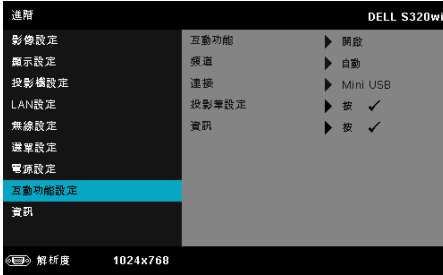 進階 DELL S320wi
影像設定 互動功能 開啟
顯示設定 頻道 自動
投影機設定 連接 Mini USB
LAN設定 投影筆設定 按 ✓
無線設定 資訊 按 ✓
選單設定
電源設定
互動功能設定
資訊
解析度 1024x768